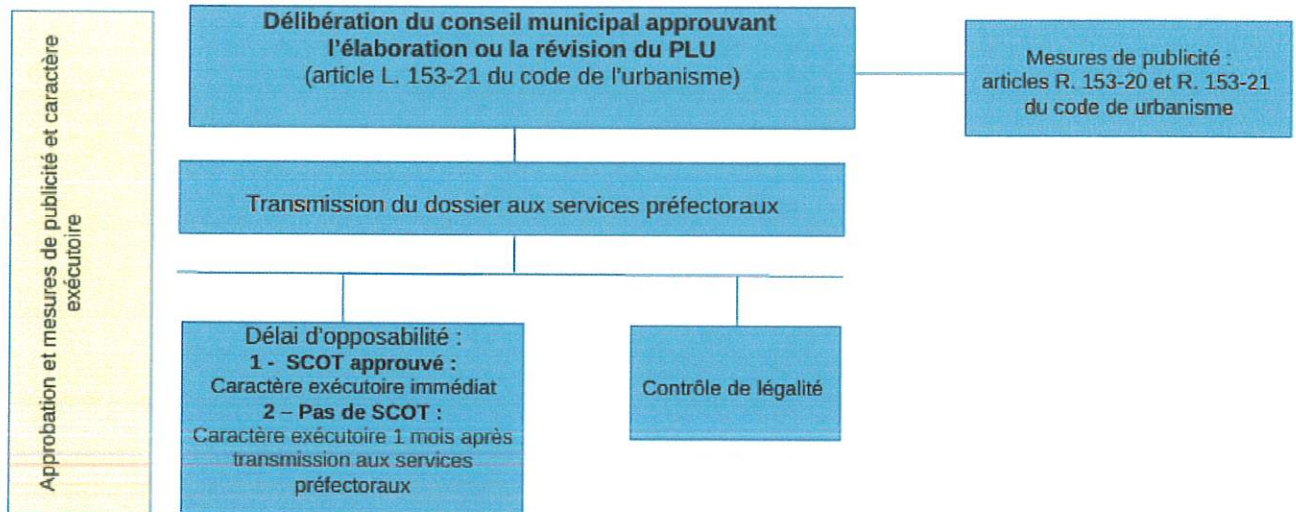 Approbation et mesures de publicité et caractère
exécutoire
Délibération du conseil municipal approuvant
l'élaboration ou la révision du PLU
(article L. 153-21 du code de l'urbanisme)
Mesures de publicité :
articles R. 153-20 et R. 153-21
du code de urbanisme
Transmission du dossier aux services préfectoraux
Délai d'opposabilité :
1 - SCOT approuvé :
Caractère exécutoire immédiat
2 – Pas de SCOT :
Caractère exécutoire 1 mois après
transmission aux services
préfectoraux
Contrôle de légalité